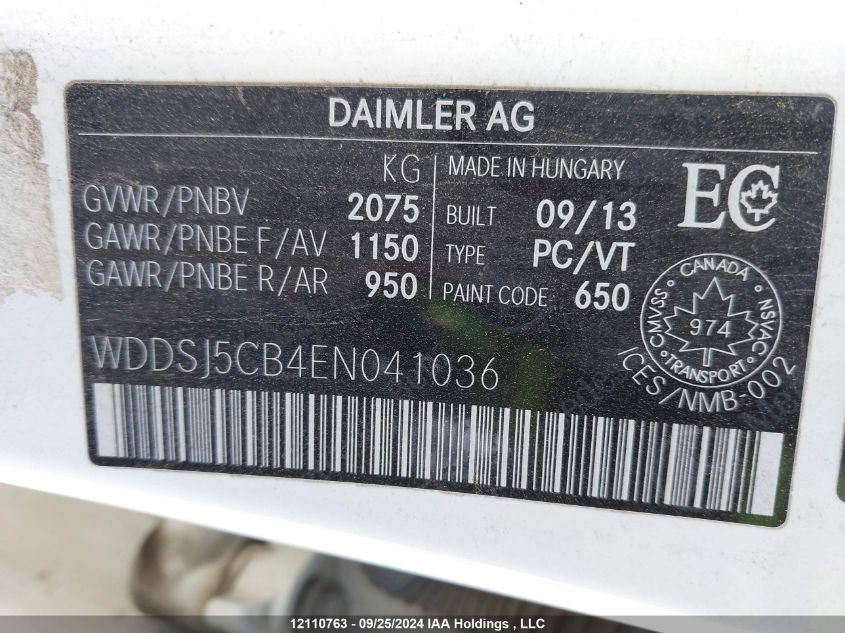 DAIMLER AG
KG
GVWR/PNBV 2075
GAWR/PNBE F/AV 1150
GAWR/PNBE R/AR 950
MADE IN HUNGARY
BUILT 09/13
TYPE PC/VT
PAINT CODE 650
EC
CANADA
CMVSS 974 NSVAC
TRANSPORT
ICES/NMB-002
WDDSJ5CB4EN041036
12110763 - 09/25/2024 IAA Holdings, LLC